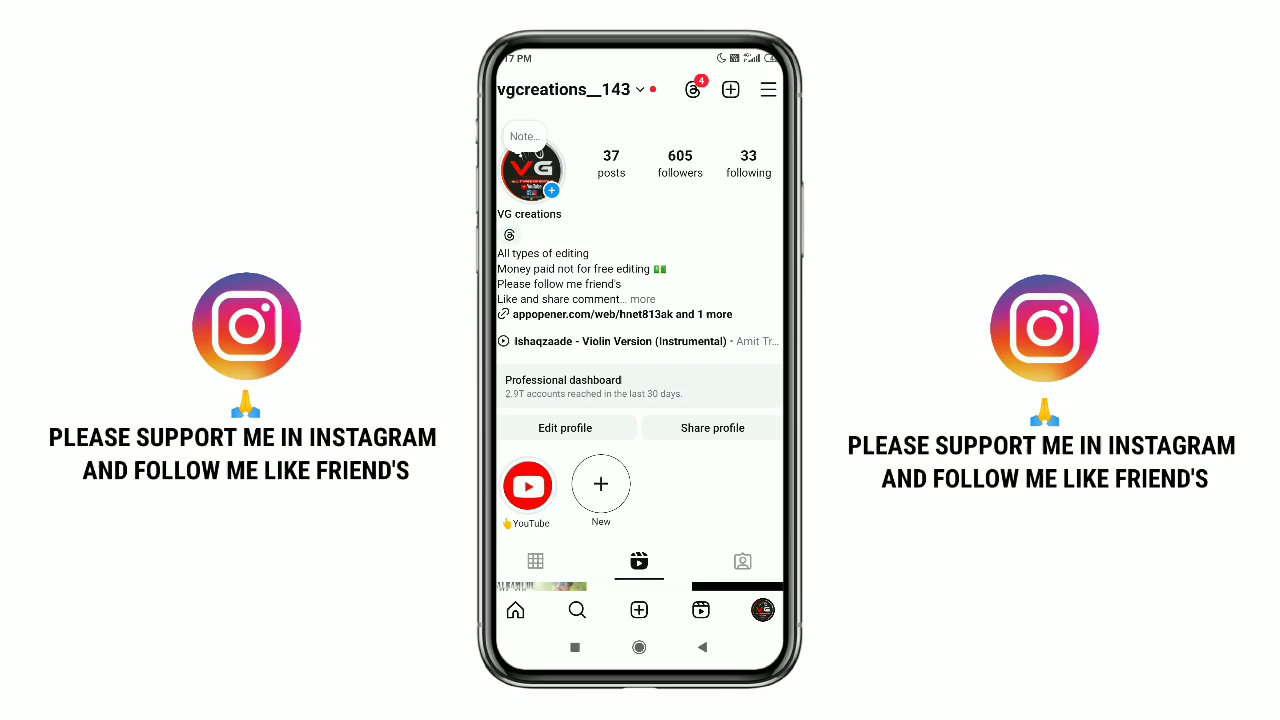 17 PM
vgcreations__143
4
Note...
VG
37
605
33
posts
followers
following
VG creations
All types of editing
Money paid not for free editing 💵
Please follow me friend's
Like and share comment... more
appopener.com/web/hnet813ak and 1 more
Ishaqzaade - Violin Version (Instrumental) • Amit Tr...
Professional dashboard
2.9T accounts reached in the last 30 days.
Edit profile
Share profile
👆YouTube
New
🙏
PLEASE SUPPORT ME IN INSTAGRAM
AND FOLLOW ME LIKE FRIEND'S
🙏
PLEASE SUPPORT ME IN INSTAGRAM
AND FOLLOW ME LIKE FRIEND'S